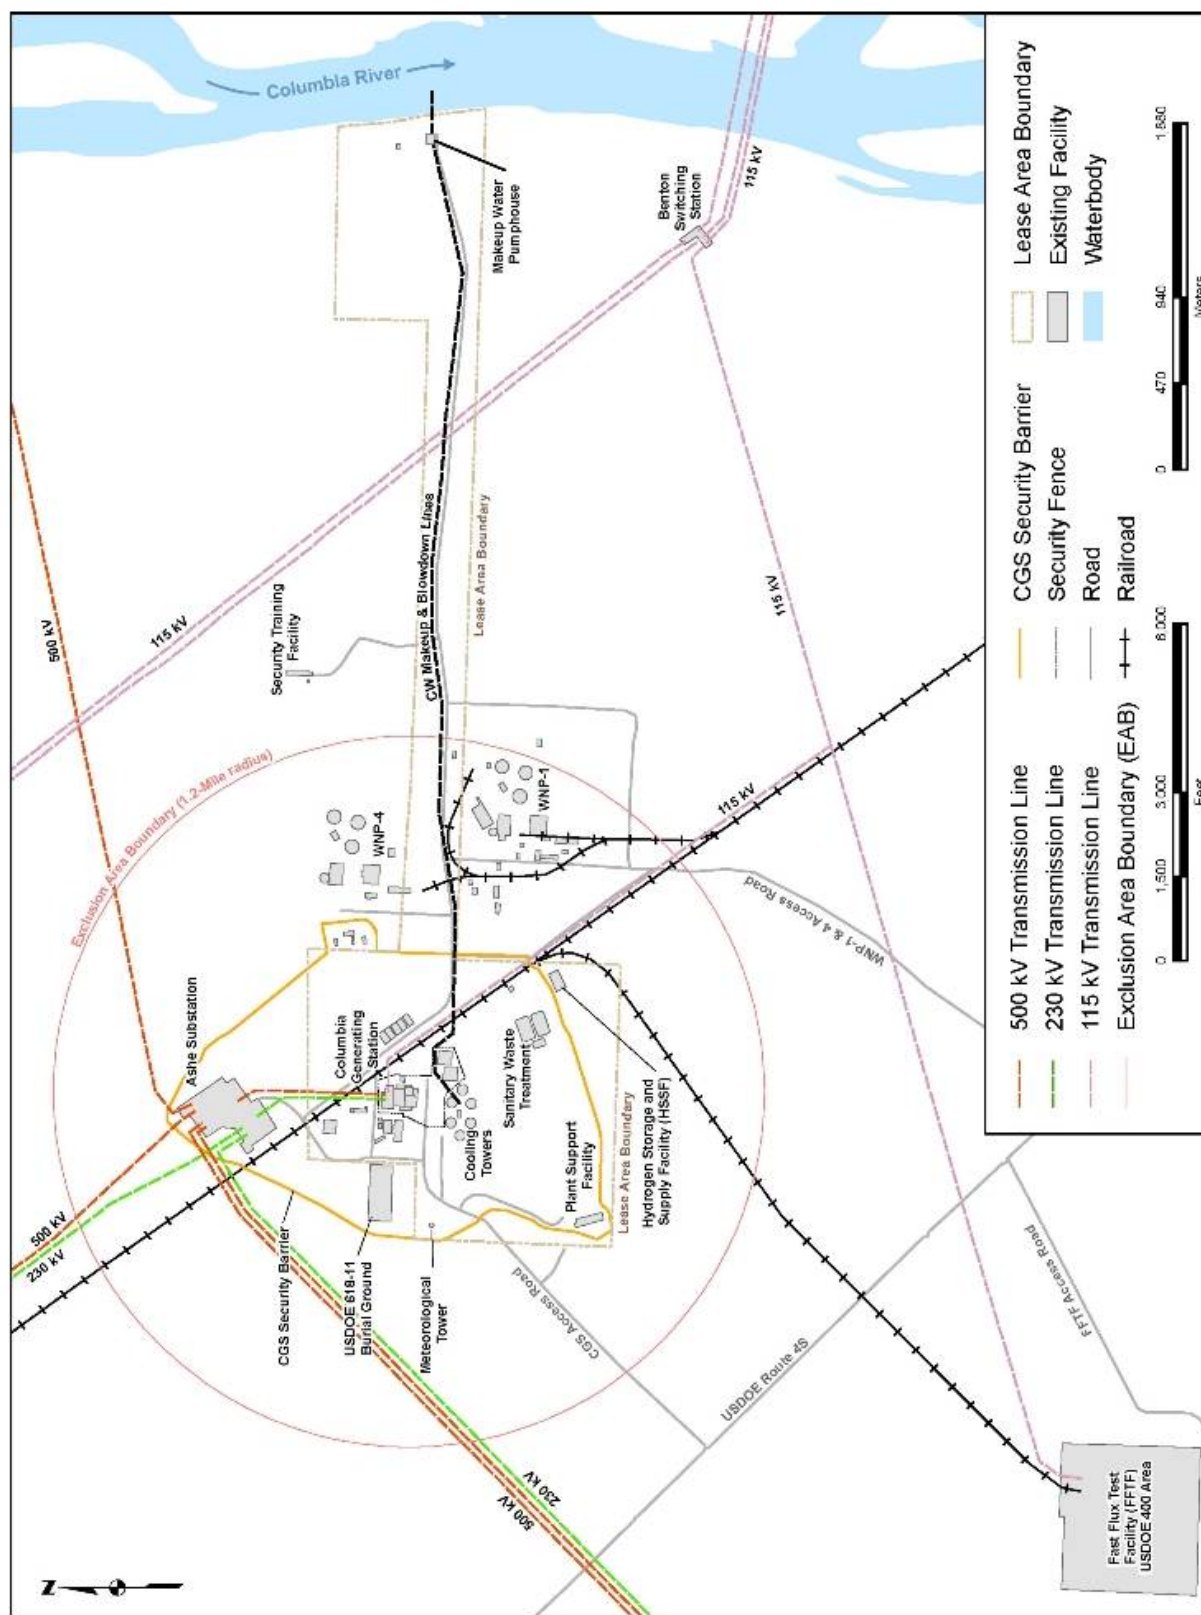 Columbia River
Makeup Water
Pumphouse
Benton
Switching
Station
115 kV
500 kV
115 kV
Security Training
Facility
CW Makeup & Blowdown Lines
Lease Area Boundary
115 kV
Exclusion Area Boundary (1.2-Mile radius)
WNP-4
WNP-1
115 kV
WNP-1 & 4 Access Road
Ashe Substation
Columbia
Generating
Station
Sanitary Waste
Treatment
Cooling
Towers
Hydrogen Storage and
Supply Facility (HSSF)
Plant Support
Facility
Lease Area Boundary
500 kV
230 kV
CGS Security Barrier
USDOE 618-11
Burial Ground
Meteorological
Tower
CGS Access Road
USDOE Route 4S
FFTF Access Road
230 kV
500 kV
Fast Flux Test
Facility (FFTF)
USDOE 400 Area
N
500 kV Transmission Line
230 kV Transmission Line
115 kV Transmission Line
Exclusion Area Boundary (EAB)
CGS Security Barrier
Security Fence
Road
Railroad
Lease Area Boundary
Existing Facility
Waterbody
0 1,500 3,000 6,000
Feet
0 470 940 1,880
Meters